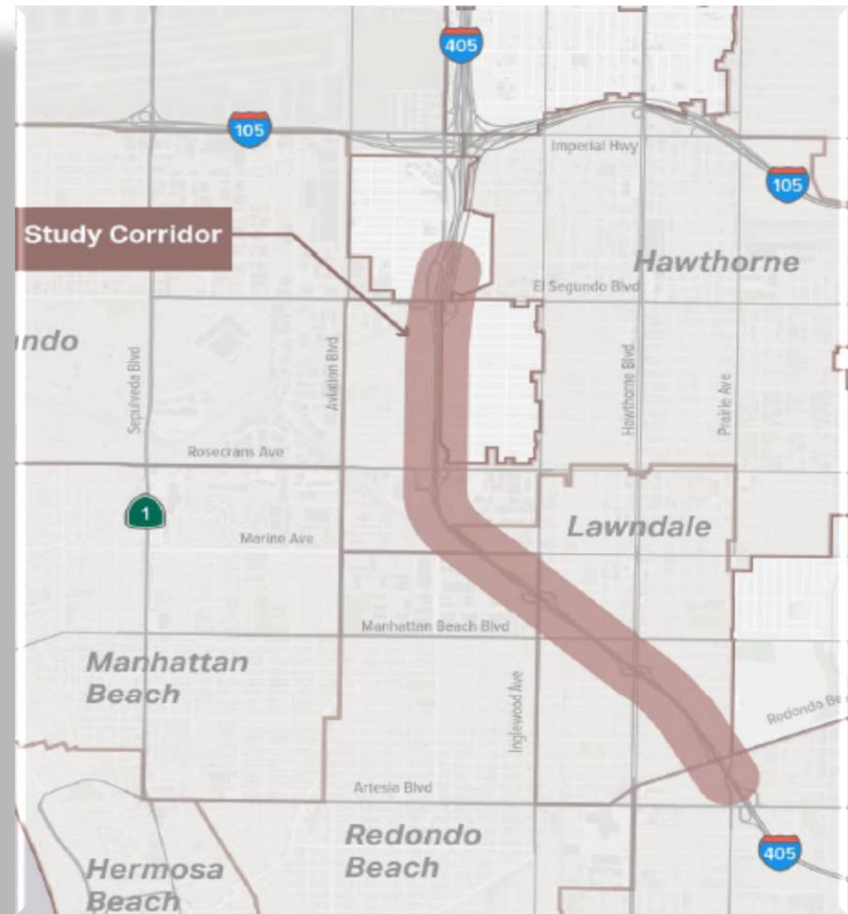 405
105
Imperial Hwy
105
Study Corridor
Hawthorne
El Segundo Blvd
ndo
Sepulveda Blvd
Aviation Blvd
Hawthorne Blvd
Prairie Ave
Rosecrans Ave
1
Lawndale
Marine Ave
Manhattan Beach Blvd
Manhattan
Beach
Inglewood Ave
Redondo Be
Artesia Blvd
Redondo
Beach
405
Hermosa
Beach